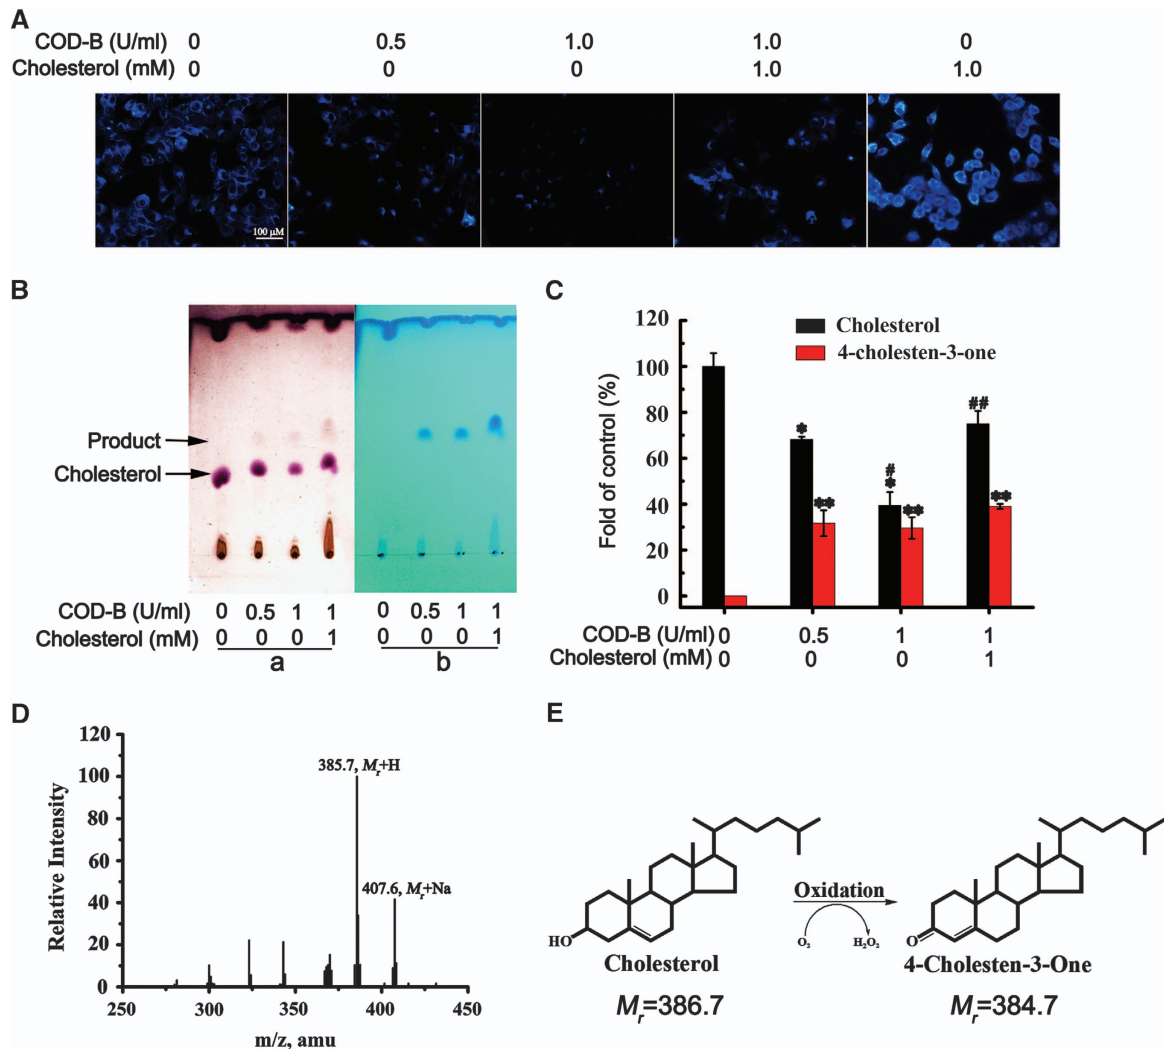 A
COD-B (U/ml) 0 0.5 1.0 1.0 0
Cholesterol (mM) 0 0 0 1.0 1.0
100 µM
B
Product
Cholesterol
COD-B (U/ml) 0 0.5 1 1 0 0.5 1 1
Cholesterol (mM) 0 0 0 1 0 0 0 1
a b
C
120
100
80
60
40
20
0
Fold of control (%)
Cholesterol
4-cholesten-3-one
*
**
#
*
**
##
**
COD-B (U/ml) 0 0.5 1 1
Cholesterol (mM) 0 0 0 1
D
120
100
80
60
40
20
0
Relative Intensity
385.7, Mr+H
407.6, Mr+Na
250 300 350 400 450
m/z, amu
E
HO
Oxidation
O2 H2O2
O
Cholesterol 4-Cholesten-3-One
Mr=386.7 Mr=384.7